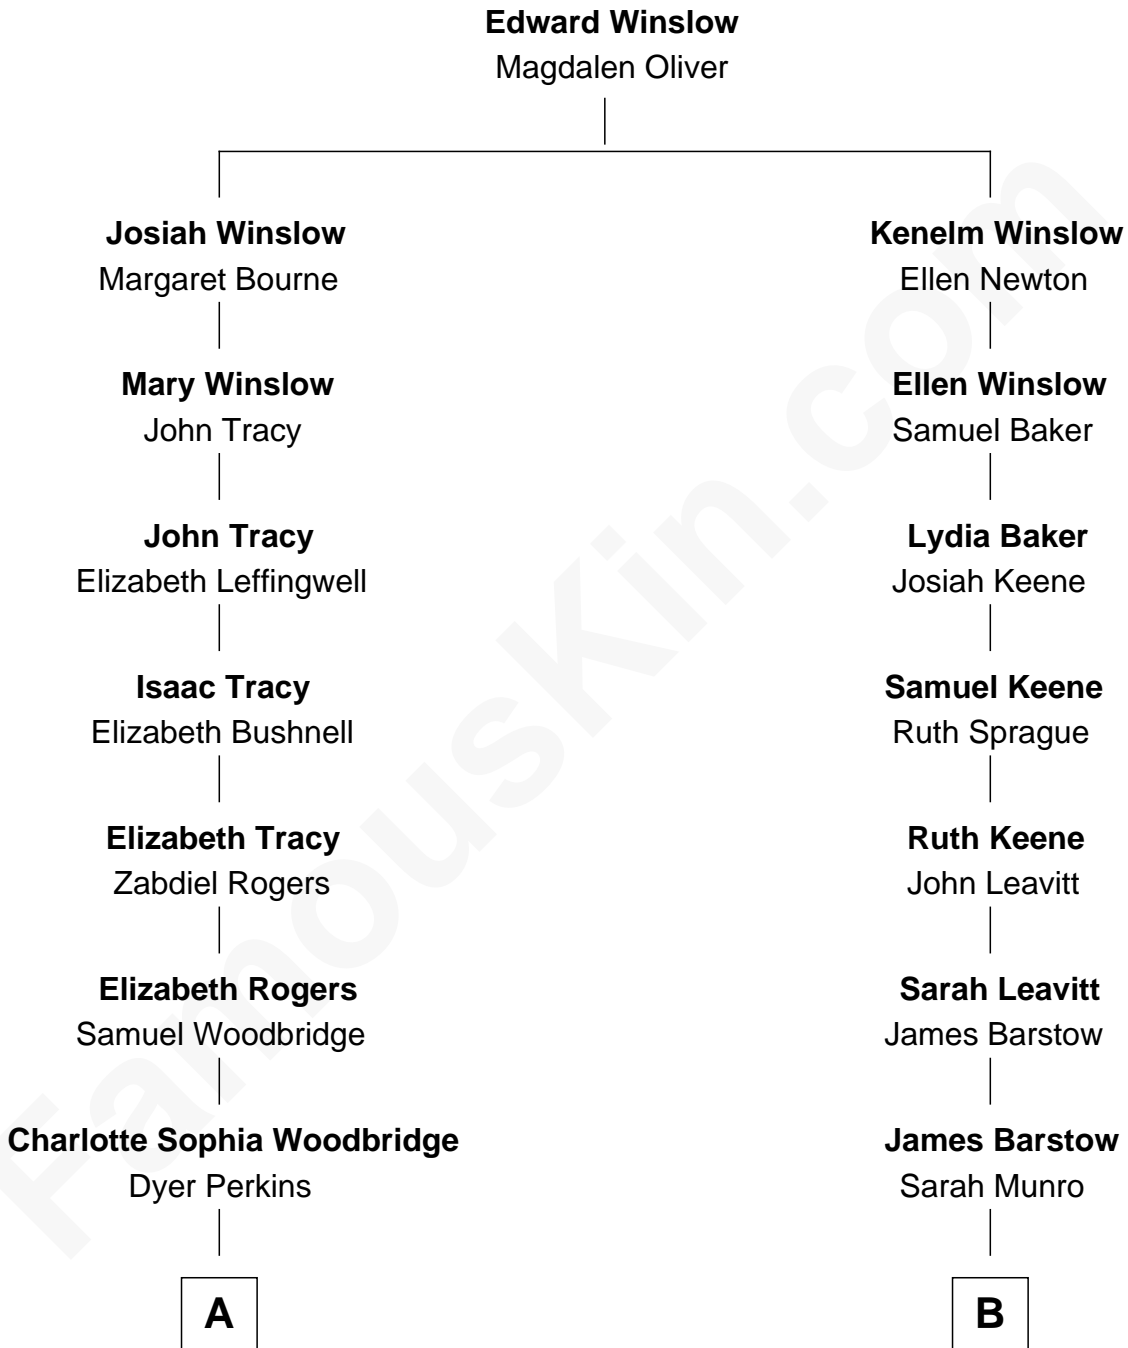 Edward Winslow
Magdalen Oliver
Josiah Winslow
Margaret Bourne
Kenelm Winslow
Ellen Newton
Mary Winslow
John Tracy
Ellen Winslow
Samuel Baker
John Tracy
Elizabeth Leffingwell
Lydia Baker
Josiah Keene
Isaac Tracy
Elizabeth Bushnell
Samuel Keene
Ruth Sprague
Elizabeth Tracy
Zabdiel Rogers
Ruth Keene
John Leavitt
Elizabeth Rogers
Samuel Woodbridge
Sarah Leavitt
James Barstow
Charlotte Sophia Woodbridge
Dyer Perkins
James Barstow
Sarah Munro
A
B
FamousKin.com